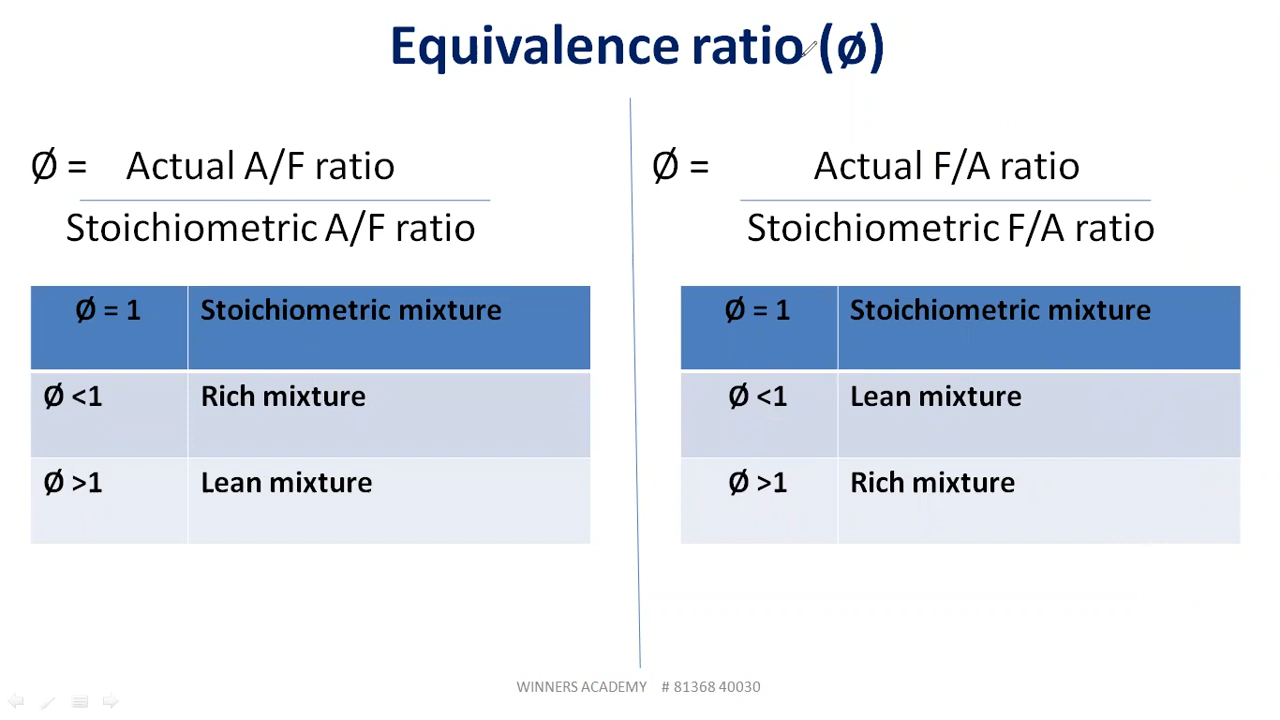 Equivalence ratio (ø)
Ø = Actual A/F ratio
Stoichiometric A/F ratio
Ø = 1 Stoichiometric mixture
Ø <1 Rich mixture
Ø >1 Lean mixture
Ø = Actual F/A ratio
Stoichiometric F/A ratio
Ø = 1 Stoichiometric mixture
Ø <1 Lean mixture
Ø >1 Rich mixture
WINNERS ACADEMY # 81368 40030